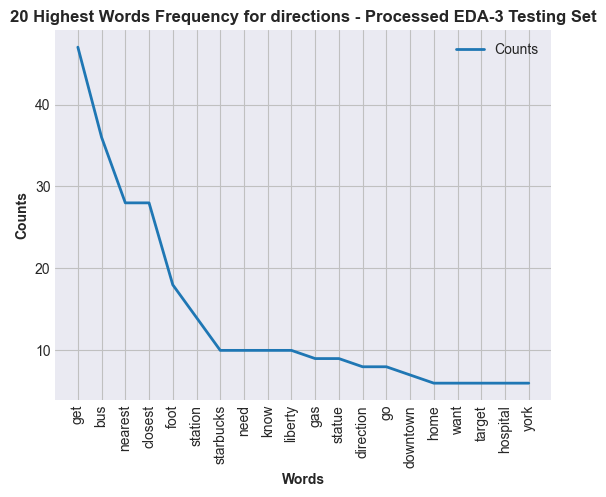 20 Highest Words Frequency for directions - Processed EDA-3 Testing Set
Counts
40
30
20
10
Counts
get
bus
nearest
closest
foot
station
starbucks
need
know
liberty
gas
statue
direction
go
downtown
home
want
target
hospital
york
Words